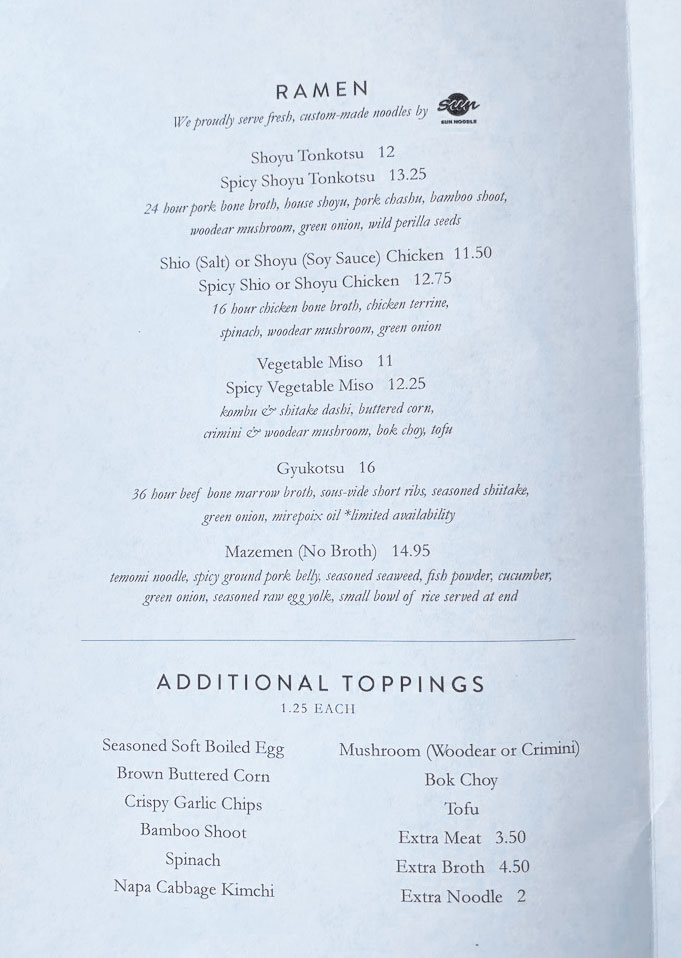 RAMEN
We proudly serve fresh, custom-made noodles by Sun
SUN NOODLE
Shoyu Tonkotsu 12
Spicy Shoyu Tonkotsu 13.25
24 hour pork bone broth, house shoyu, pork chashu, bamboo shoot,
woodear mushroom, green onion, wild perilla seeds
Shio (Salt) or Shoyu (Soy Sauce) Chicken 11.50
Spicy Shio or Shoyu Chicken 12.75
16 hour chicken bone broth, chicken terrine,
spinach, woodear mushroom, green onion
Vegetable Miso 11
Spicy Vegetable Miso 12.25
kombu & shitake dashi, buttered corn,
crimini & woodear mushroom, bok choy, tofu
Gyukotsu 16
36 hour beef bone marrow broth, sous-vide short ribs, seasoned shiitake,
green onion, mirepoix oil *limited availability
Mazemen (No Broth) 14.95
temomi noodle, spicy ground pork belly, seasoned seaweed, fish powder, cucumber,
green onion, seasoned raw egg yolk, small bowl of rice served at end
ADDITIONAL TOPPINGS
1.25 EACH
Seasoned Soft Boiled Egg
Brown Buttered Corn
Crispy Garlic Chips
Bamboo Shoot
Spinach
Napa Cabbage Kimchi
Mushroom (Woodear or Crimini)
Bok Choy
Tofu
Extra Meat 3.50
Extra Broth 4.50
Extra Noodle 2